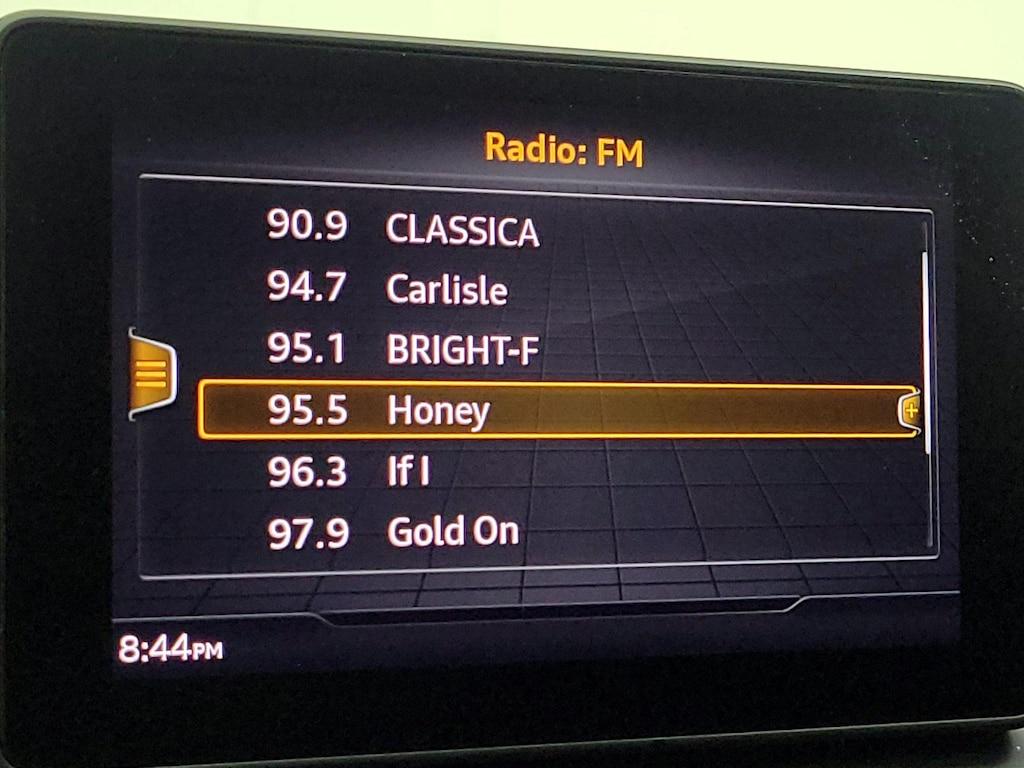 Radio: FM
90.9 CLASSICA
94.7 Carlisle
95.1 BRIGHT-F
95.5 Honey
96.3 If I
97.9 Gold On
8:44PM